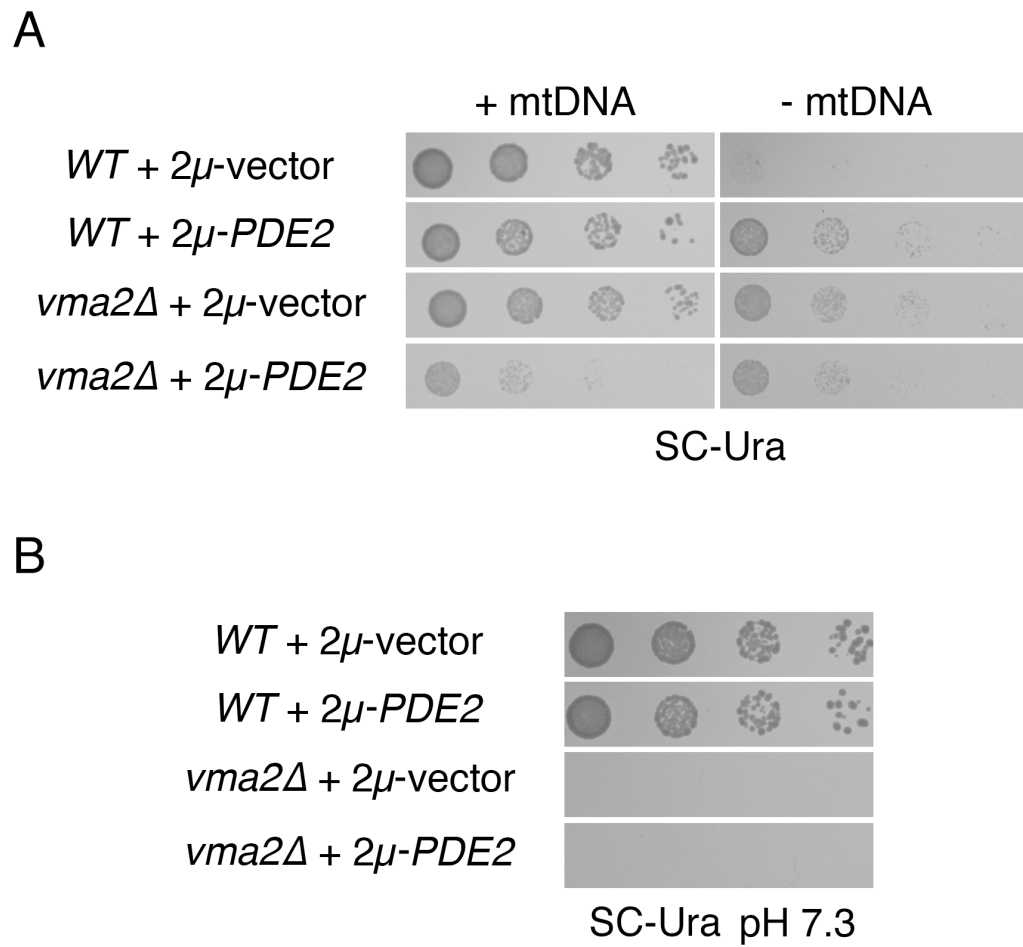 A
+ mtDNA - mtDNA
WT + 2µ-vector
WT + 2µ-PDE2
vma2Δ + 2µ-vector
vma2Δ + 2µ-PDE2
SC-Ura
B
WT + 2µ-vector
WT + 2µ-PDE2
vma2Δ + 2µ-vector
vma2Δ + 2µ-PDE2
SC-Ura pH 7.3